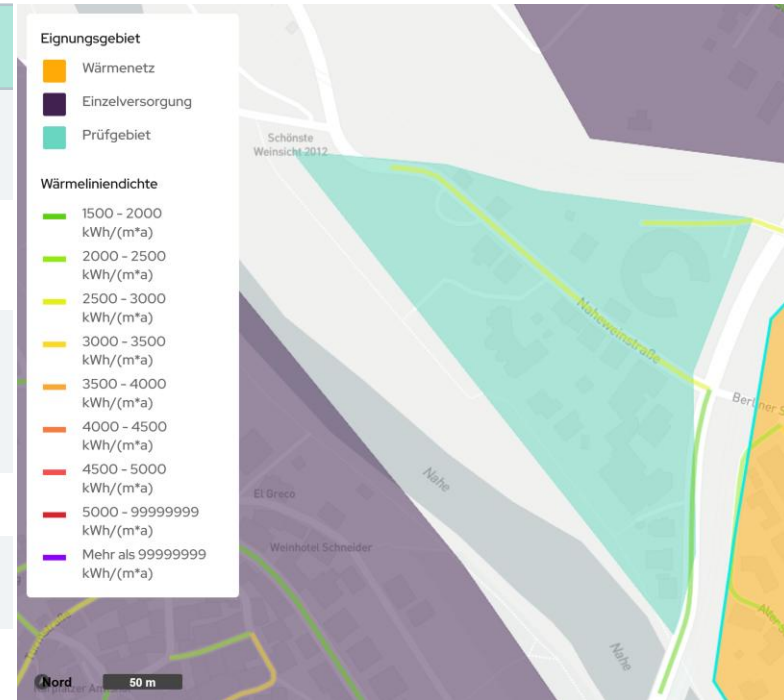 Eignungsgebiet
Wärmenetz
Einzelversorgung
Prüfgebiet
Wärmeliniendichte
1500 - 2000
kWh/(m*a)
2000 - 2500
kWh/(m*a)
2500 - 3000
kWh/(m*a)
3000 - 3500
kWh/(m*a)
3500 - 4000
kWh/(m*a)
4000 - 4500
kWh/(m*a)
4500 - 5000
kWh/(m*a)
5000 - 99999999
kWh/(m*a)
Mehr als 99999999
kWh/(m*a)
Schönste
Weinsicht 2012
Naheweinstraße
Berliner S
Nahe
El Greco
Weinhotel Schneider
Nahe
Nord
50 m